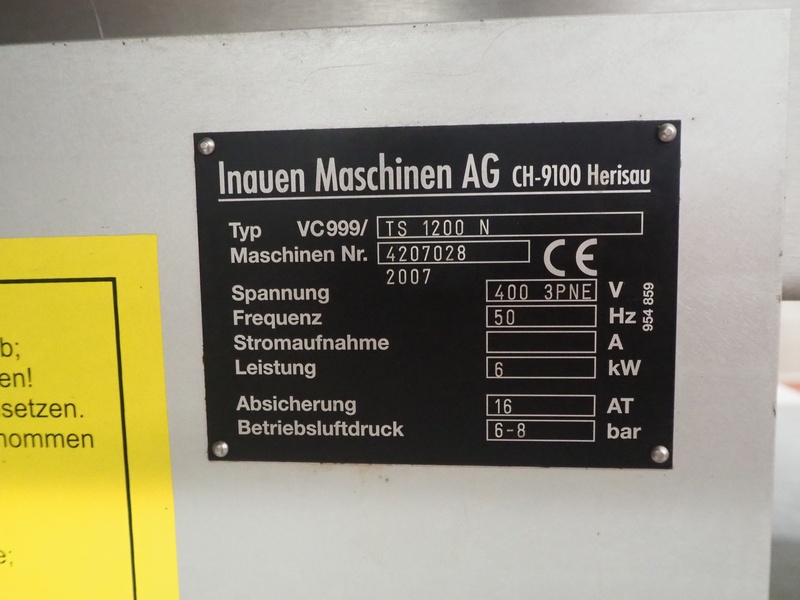 Inauen Maschinen AG CH-9100 Herisau
Typ VC999/ TS 1200 N
Maschinen Nr. 4207028
2007
CE
Spannung 400 3PNE V
Frequenz 50 Hz
Stromaufnahme A
Leistung 6 kW
954 859
Absicherung 16 AT
Betriebsluftdruck 6-8 bar
b;
en!
setzen.
nommen
e;